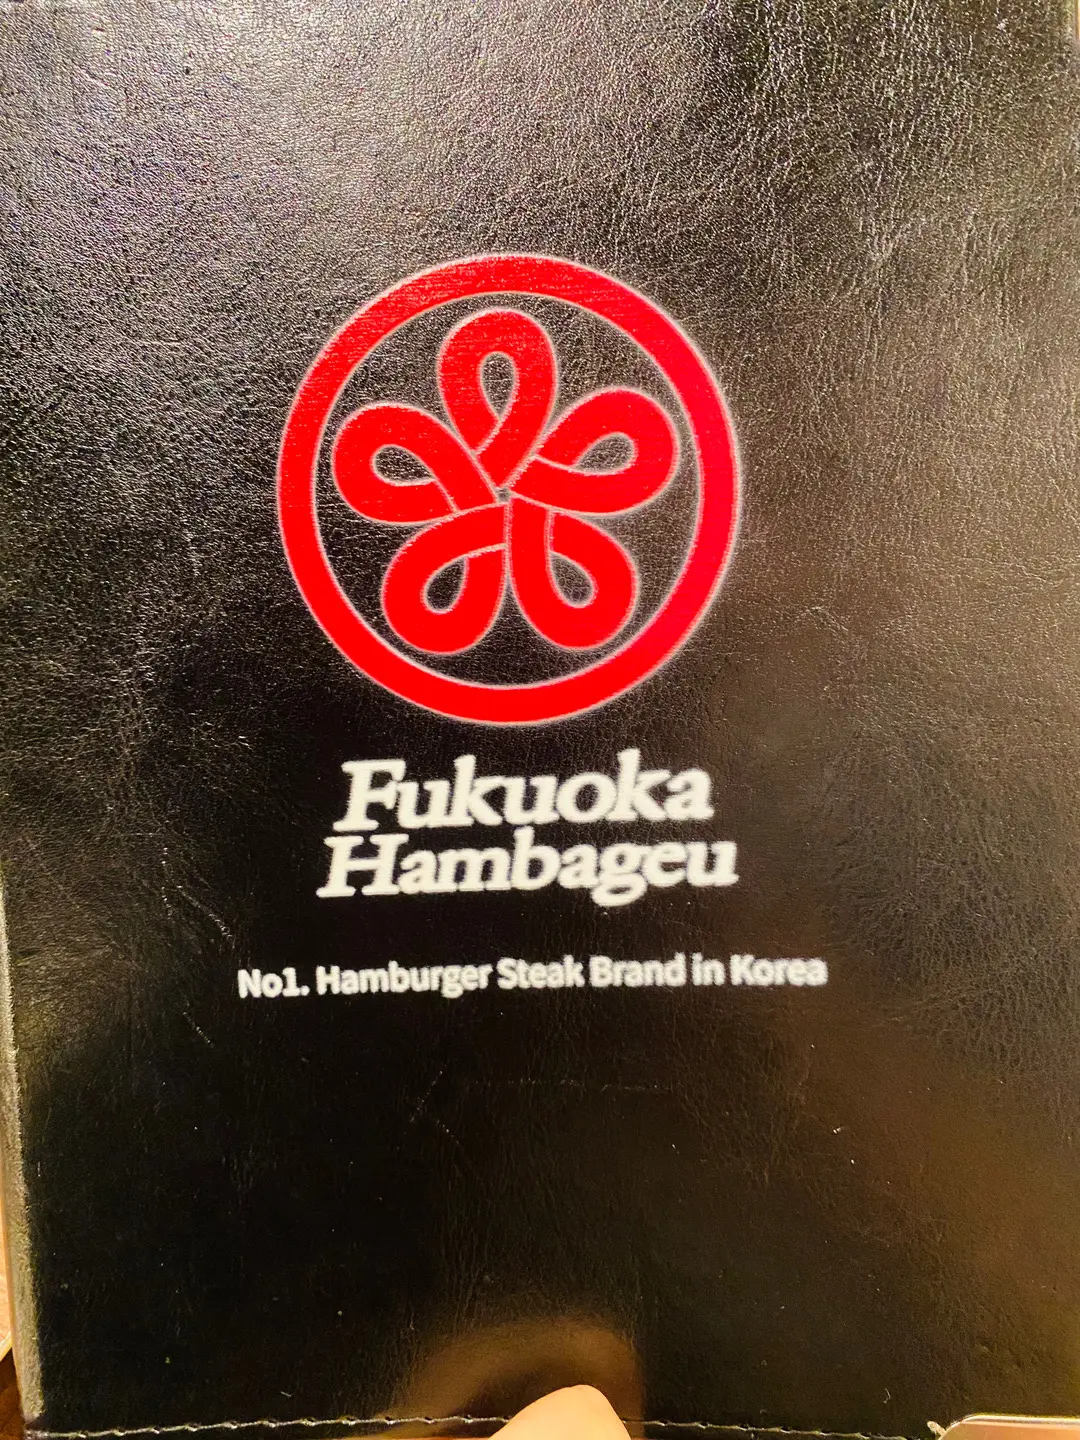 Fukuoka
Hambageu
No1. Hamburger Steak Brand in Korea